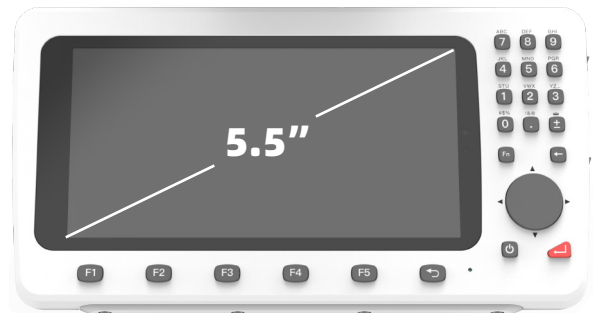 ABC DEF GHI
7 8 9
JKL MNO PQR
4 5 6
STU VWX YZ_
1 2 3
#$%
0 . ±
Fn ←
5.5”
F1 F2 F3 F4 F5